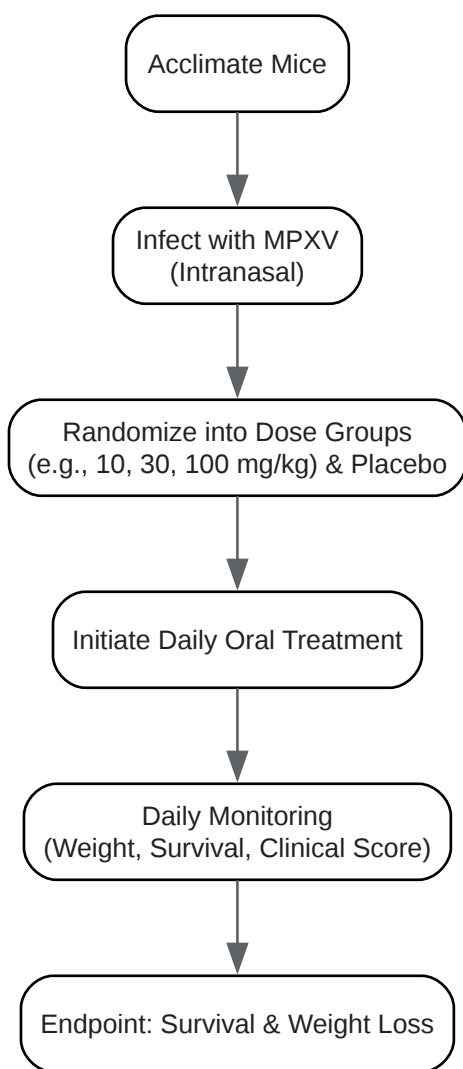 Acclimate Mice
Infect with MPXV
(Intranasal)
Randomize into Dose Groups
(e.g., 10, 30, 100 mg/kg) & Placebo
Initiate Daily Oral Treatment
Daily Monitoring
(Weight, Survival, Clinical Score)
Endpoint: Survival & Weight Loss